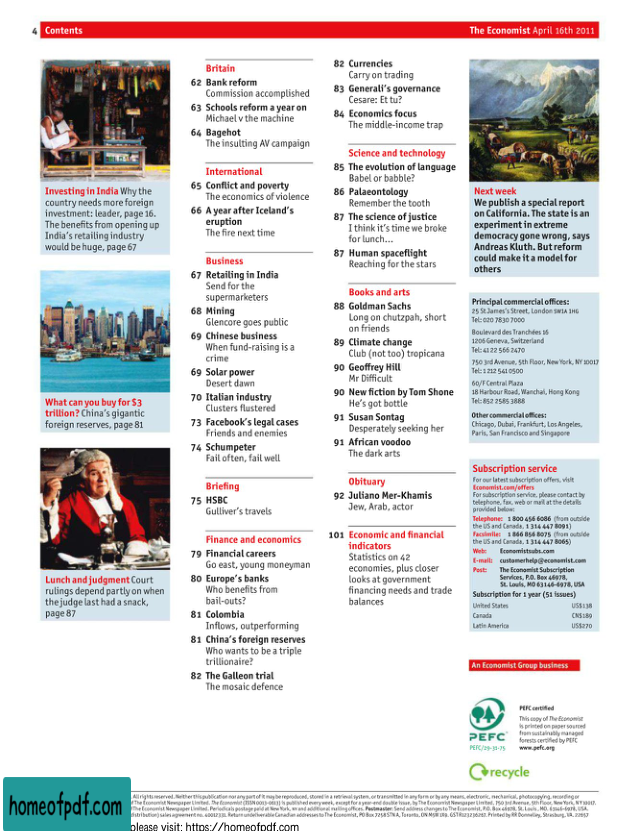 4 Contents
The Economist April 16th 2011
Investing in India Why the
country needs more foreign
investment: leader, page 16.
The benefits from opening up
India's retailing industry
would be huge, page 67
What can you buy for $3
trillion? China's gigantic
foreign reserves, page 81
Lunch and judgment Court
rulings depend partly on when
the judge last had a snack,
page 87
Britain
62 Bank reform
Commission accomplished
63 Schools reform a year on
Michael v the machine
64 Bagehot
The insulting AV campaign
International
65 Conflict and poverty
The economics of violence
66 A year after Iceland's
eruption
The fire next time
Business
67 Retailing in India
Send for the
supermarketers
68 Mining
Glencore goes public
69 Chinese business
When fund-raising is a
crime
69 Solar power
Desert dawn
70 Italian industry
Clusters flustered
73 Facebook's legal cases
Friends and enemies
74 Schumpeter
Fail often, fail well
Briefing
75 HSBC
Gulliver's travels
Finance and economics
79 Financial careers
Go east, young moneyman
80 Europe's banks
Who benefits from
bail-outs?
81 Colombia
Inflows, outperforming
81 China's foreign reserves
Who wants to be a triple
trillionaire?
82 The Galleon trial
The mosaic defence
82 Currencies
Carry on trading
83 Generali's governance
Cesare: Et tu?
84 Economics focus
The middle-income trap
Science and technology
85 The evolution of language
Babel or babble?
86 Palaeontology
Remember the tooth
87 The science of justice
I think it's time we broke
for lunch...
87 Human spaceflight
Reaching for the stars
Books and arts
88 Goldman Sachs
Long on chutzpah, short
on friends
89 Climate change
Club (not too) tropicana
90 Geoffrey Hill
Mr Difficult
90 New fiction by Tom Shone
He's got bottle
91 Susan Sontag
Desperately seeking her
91 African voodoo
The dark arts
Obituary
92 Juliano Mer-Khamis
Jew, Arab, actor
101 Economic and financial
indicators
Statistics on 42
economies, plus closer
looks at government
financing needs and trade
balances
Next week
We publish a special report
on California. The state is an
experiment in extreme
democracy gone wrong, says
Andreas Kluth. But reform
could make it a model for
others
Principal commercial offices:
25 St James's Street, London SW1A 1HG
Tel: 020 7830 7000
Boulevard des Tranchées 16
1206 Geneva, Switzerland
Tel: 41 22 566 2470
750 3rd Avenue, 5th Floor, New York, NY 10017
Tel: 1 212 541 0500
60/F Central Plaza
18 Harbour Road, Wanchai, Hong Kong
Tel: 852 2585 3888
Other commercial offices:
Chicago, Dubai, Frankfurt, Los Angeles,
Paris, San Francisco and Singapore
Subscription service
For our latest subscription offers, visit
Economist.com/offers
For subscription service, please contact by
telephone, fax, web or mail at the details
provided below:
Telephone: 1 800 456 6086 (from outside
the US and Canada, 1 314 447 8091)
Facsimile: 1 866 856 8075 (from outside
the US and Canada, 1 314 447 8065)
Web: Economistsubs.com
E-mail: customerhelp@economist.com
Post: The Economist Subscription
Services, P.O. Box 46978,
St. Louis, MO 63146-6978, USA
Subscription for 1 year (51 issues)
United States US$138
Canada CN$189
Latin America US$270
An Economist Group business
PEFC
PEFC/29-31-75
PEFC certified
This copy of The Economist
is printed on paper sourced
from sustainably managed
forests certified by PEFC
www.pefc.org
recycle
All rights reserved. Neither this publication nor any part of it may be reproduced, stored in a retrieval system, or transmitted in any form or by any means, electronic, mechanical, photocopying, recording or
The Economist Newspaper Limited. The Economist (ISSN 0013-0613) is published every week, except for a year-end double issue, by The Economist Newspaper Limited, 750 3rd Avenue, 5th Floor, New York, NY 10017.
The Economist Newspaper Limited. Periodicals postage paid at New York, NY and additional mailing offices. Postmaster: Send address changes to The Economist, P.O. Box 46978, St. Louis, MO. 63146-6978, USA.
homeofpdf.com
please visit: https://homeofpdf.com